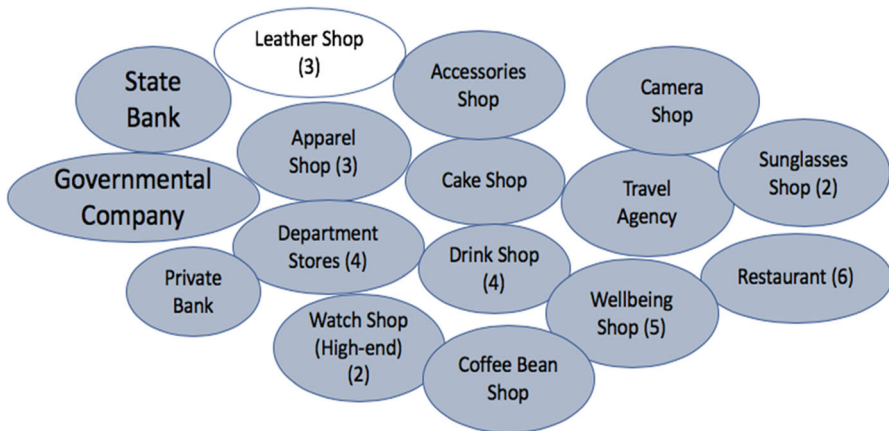 Leather Shop
(3)
State
Bank
Accessories
Shop
Camera
Shop
Apparel
Shop (3)
Governmental
Company
Cake Shop
Travel
Agency
Sunglasses
Shop (2)
Department
Stores (4)
Drink Shop
(4)
Private
Bank
Wellbeing
Shop (5)
Restaurant (6)
Watch Shop
(High-end)
(2)
Coffee Bean
Shop